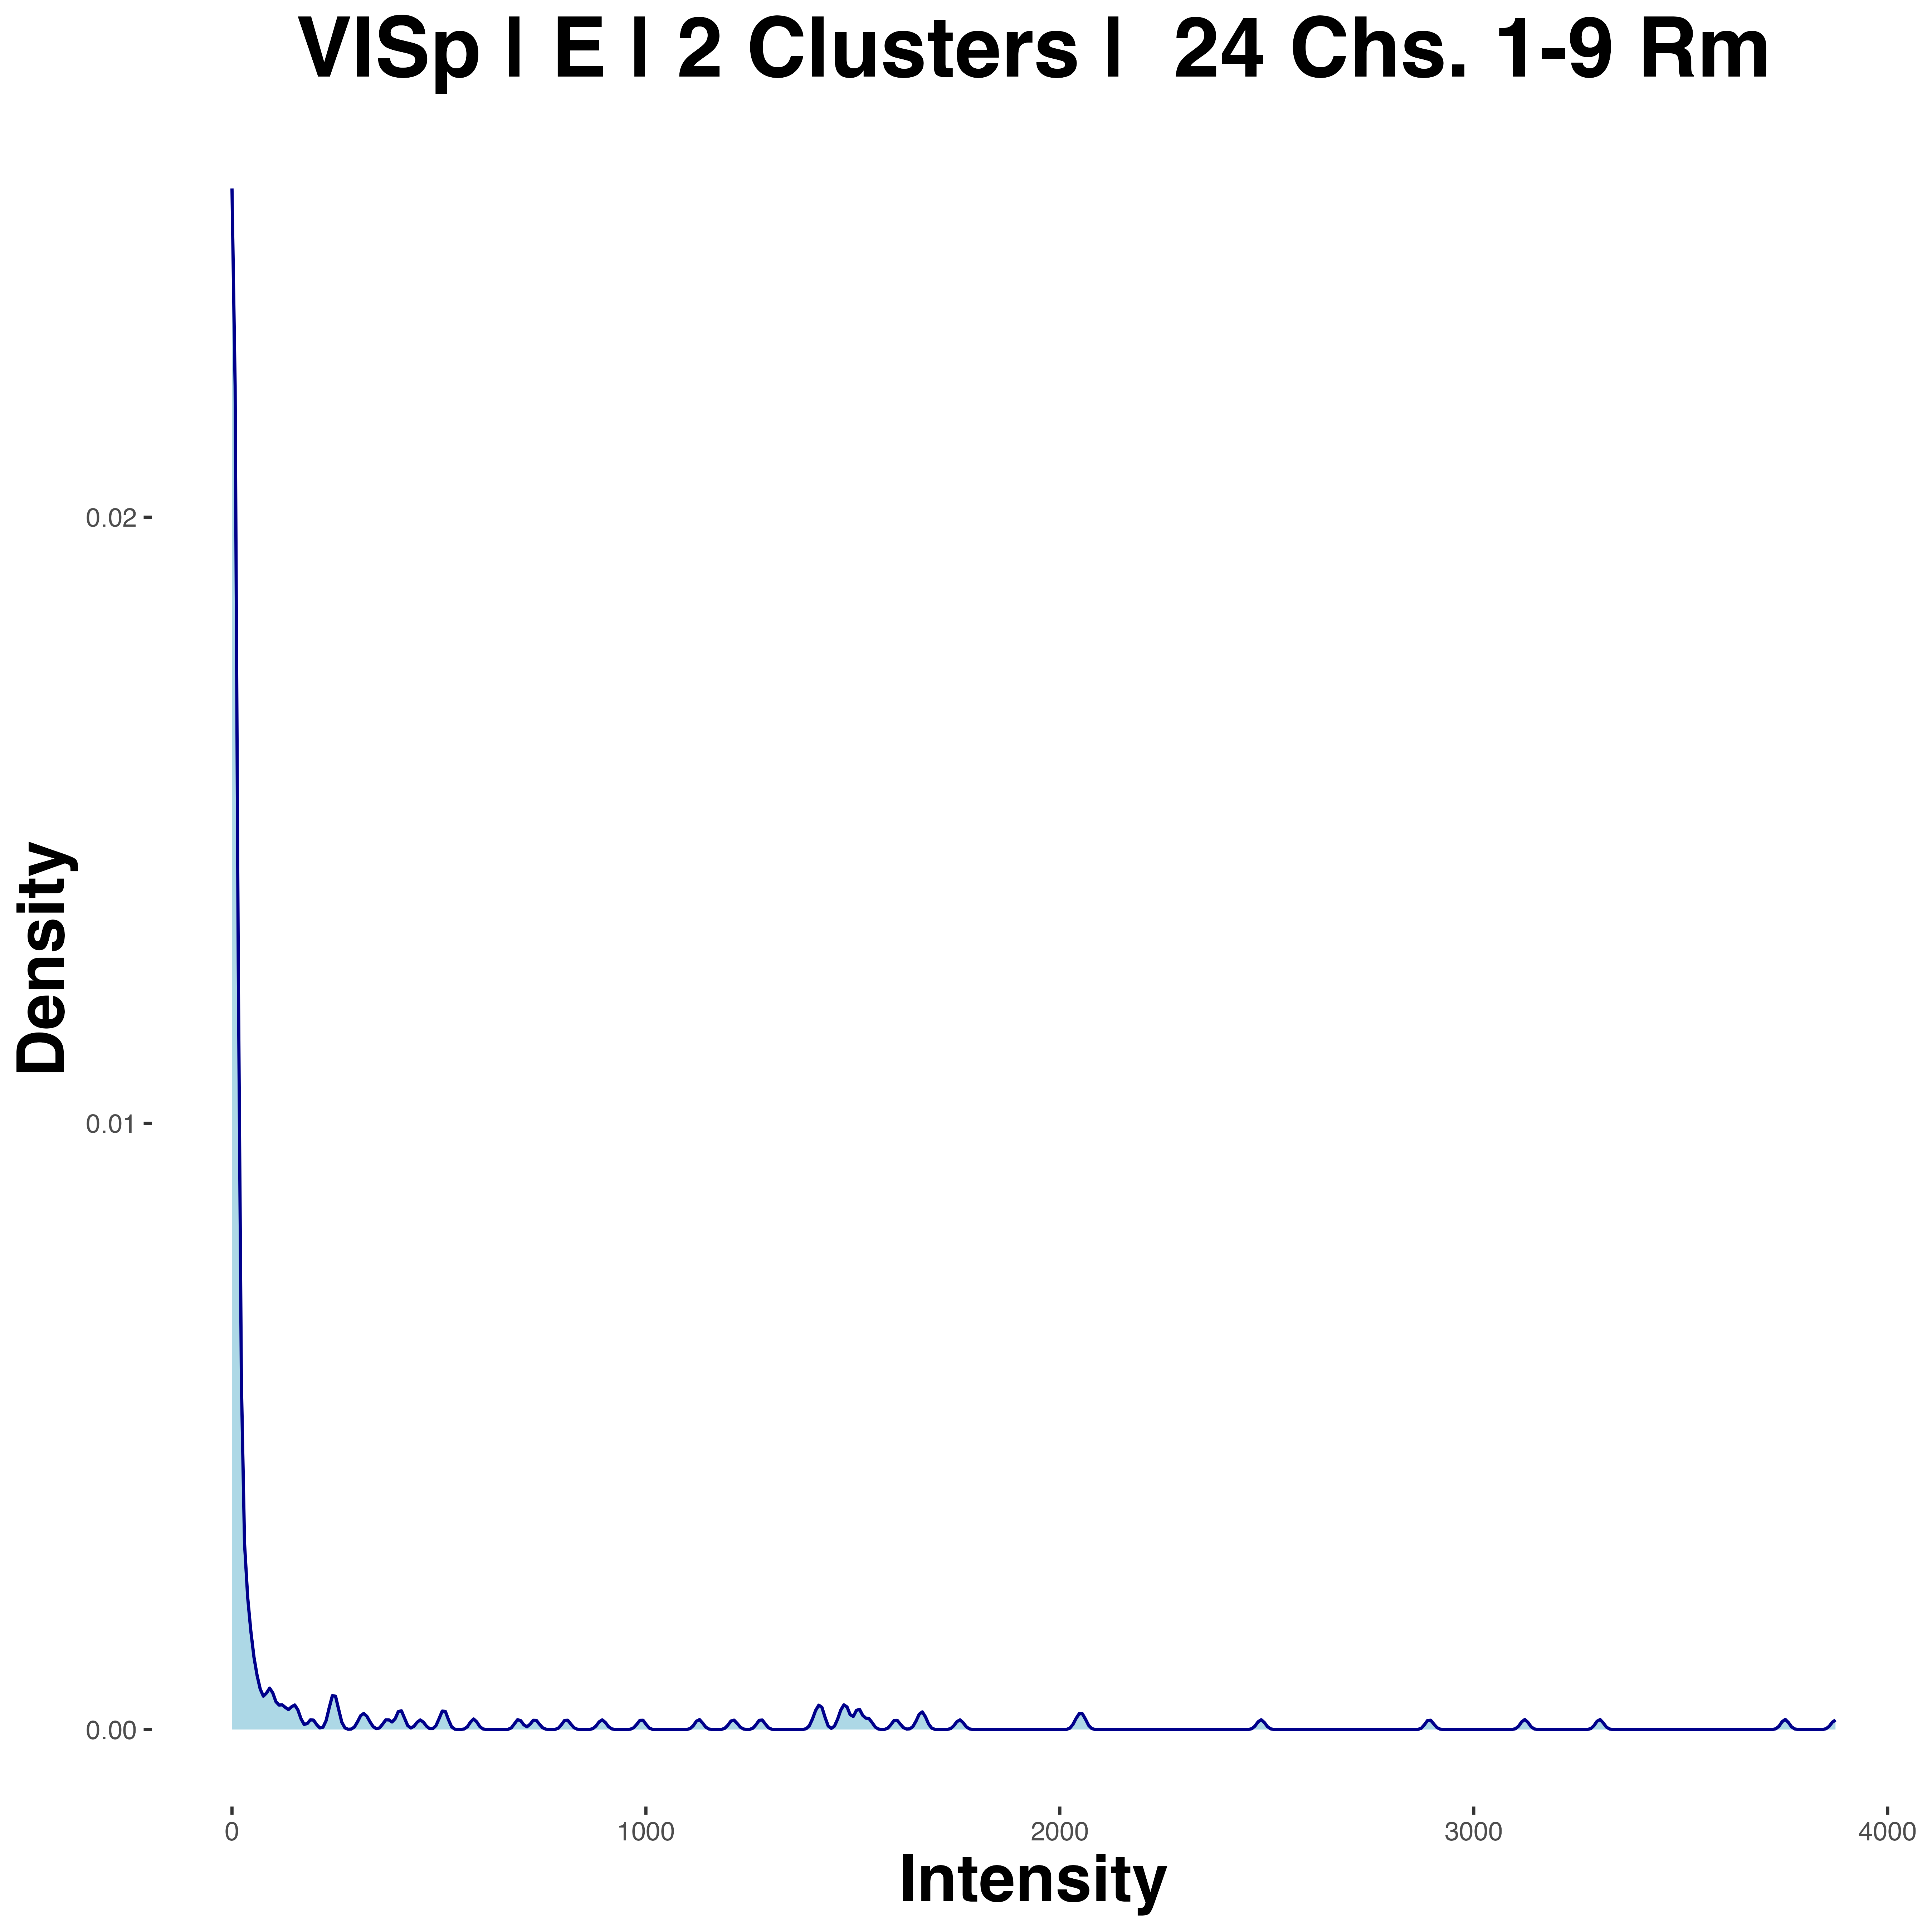 VISp | E | 2 Clusters |  24 Chs. 1-9 Rm
Density
0.02
0.01
0.00
0 1000 2000 3000 4000
Intensity